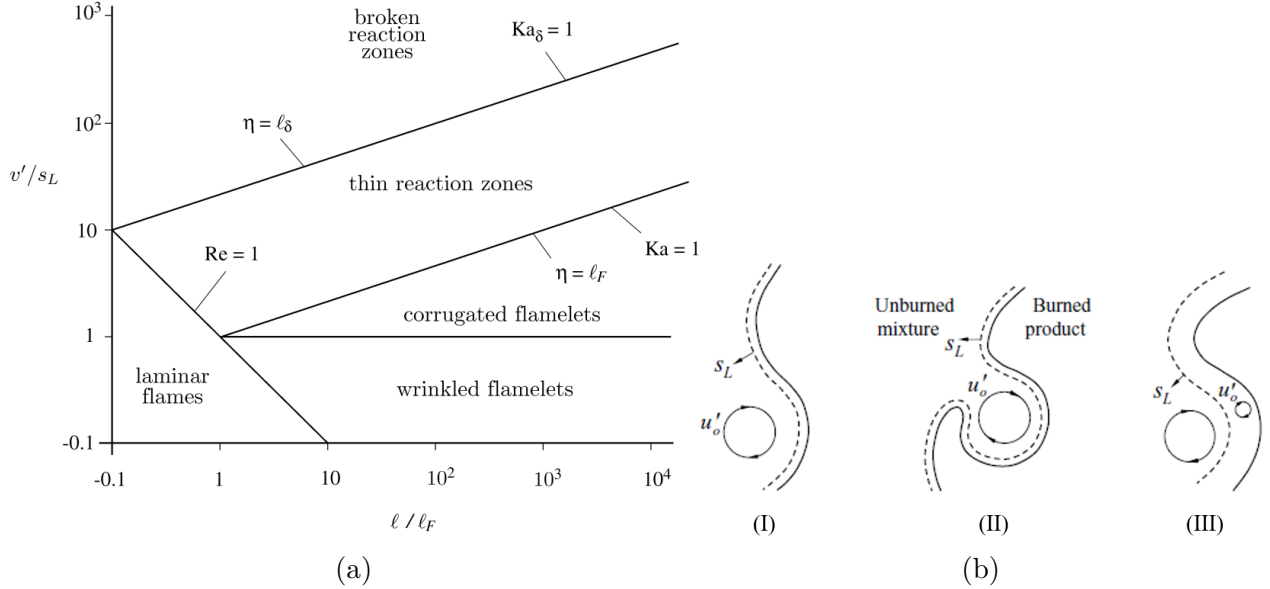 10³
broken
reaction
zones
Ka_δ = 1
10²
η = ℓ_δ
v′/s_L
thin reaction zones
10
Re = 1
Ka = 1
η = ℓ_F
corrugated flamelets
1
laminar
flames
wrinkled flamelets
-0.1
-0.1 1 10 10² 10³ 10⁴
ℓ / ℓ_F
(a)
s_L
u′_o
(I)
Unburned
mixture
Burned
product
s_L
u′_o
(II)
s_L
u′_o
(III)
(b)